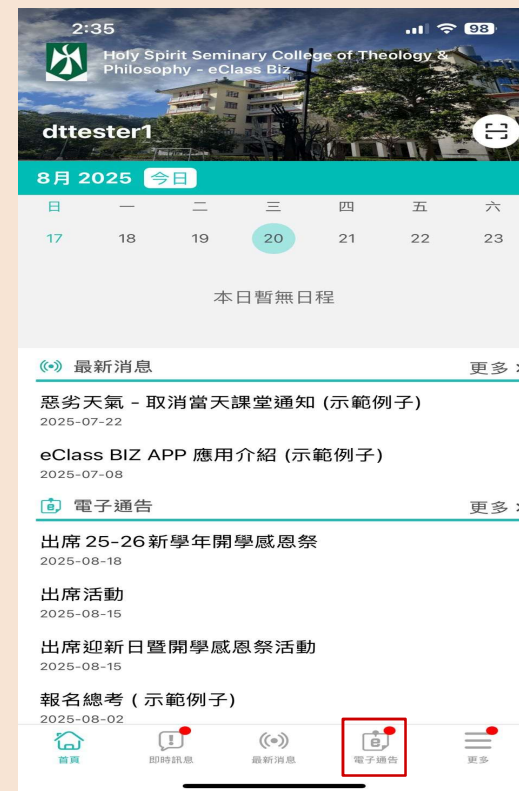 2:35
98
Holy Spirit Seminary College of Theology &
Philosophy - eClass Biz
dttester1
8月 2025 今日
日 一 二 三 四 五 六
17 18 19 20 21 22 23
本日暫無日程
最新消息 更多
惡劣天氣 - 取消當天課堂通知 (示範例子)
2025-07-22
eClass BIZ APP 應用介紹 (示範例子)
2025-07-08
電子通告 更多
出席 25-26 新學年開學感恩祭
2025-08-18
出席活動
2025-08-15
出席迎新日暨開學感恩祭活動
2025-08-15
報名總考 ( 示範例子)
2025-08-02
首頁 即時訊息 最新消息 電子通告 更多